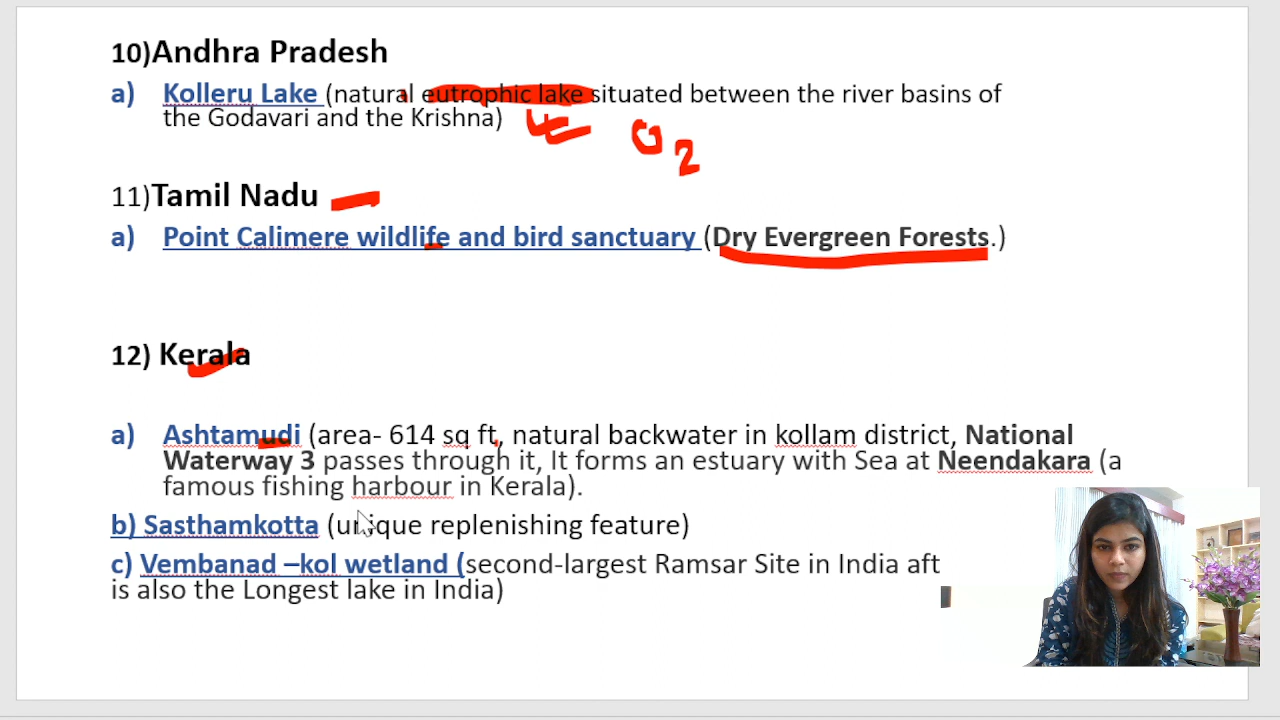 10)Andhra Pradesh
a) Kolleru Lake (natural eutrophic lake situated between the river basins of
the Godavari and the Krishna)
O2
11)Tamil Nadu
a) Point Calimere wildlife and bird sanctuary (Dry Evergreen Forests.)
12) Kerala
a) Ashtamudi (area- 614 sq ft, natural backwater in kollam district, National
Waterway 3 passes through it, It forms an estuary with Sea at Neendakara (a
famous fishing harbour in Kerala).
b) Sasthamkotta (unique replenishing feature)
c) Vembanad –kol wetland (second-largest Ramsar Site in India aft
is also the Longest lake in India)